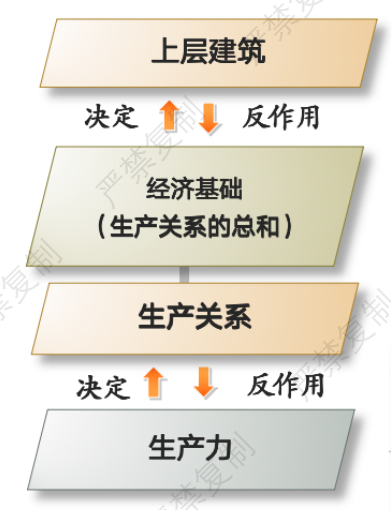 上层建筑
决定 反作用
经济基础
（生产关系的总和）
生产关系
决定 反作用
生产力
严禁复制
严禁复制
严禁复制
严禁复制
严禁复制